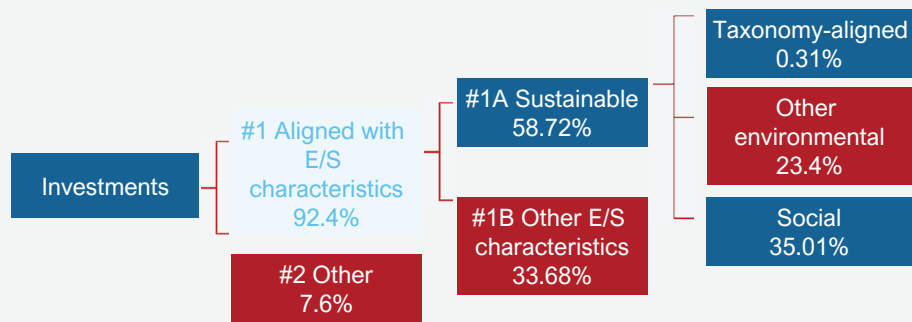 Investments
#1 Aligned with
E/S
characteristics
92.4%
#2 Other
7.6%
#1A Sustainable
58.72%
#1B Other E/S
characteristics
33.68%
Taxonomy-aligned
0.31%
Other
environmental
23.4%
Social
35.01%